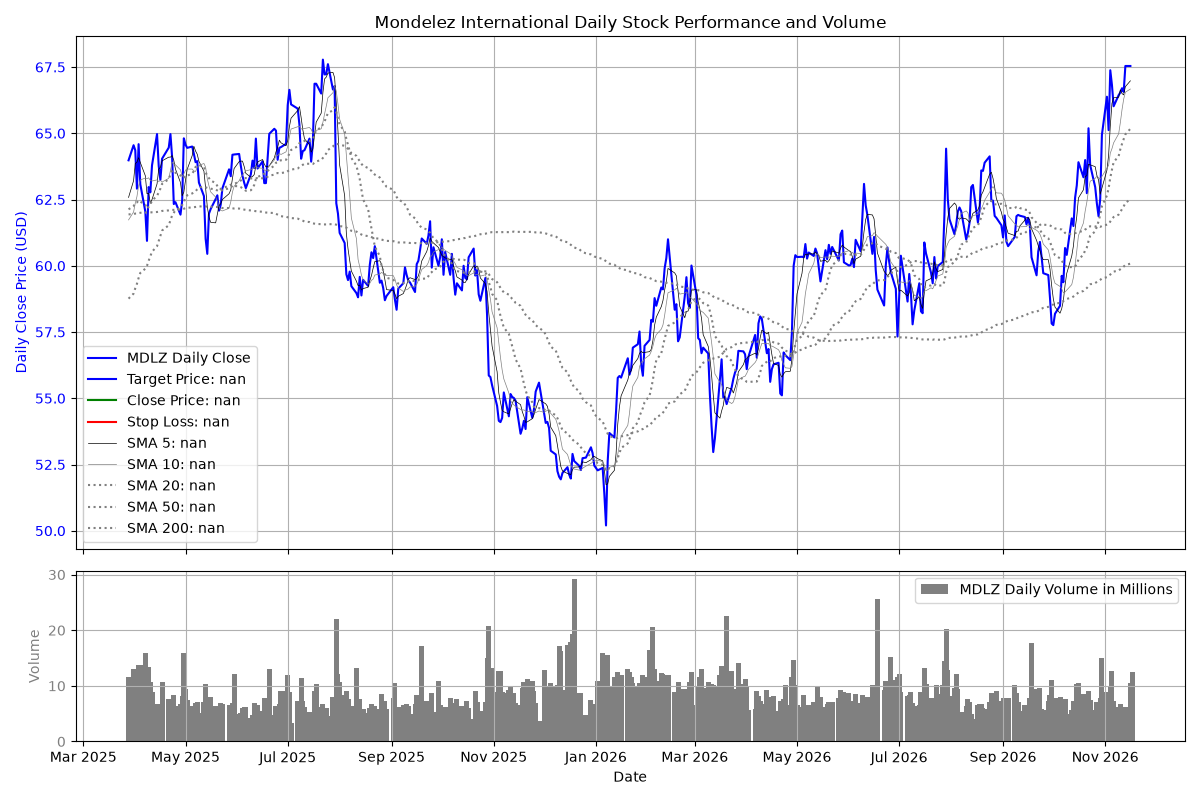 Mondelez International Daily Stock Performance and Volume
67.5
65.0
62.5
60.0
57.5
55.0
52.5
50.0
Daily Close Price (USD)
MDLZ Daily Close
Target Price: nan
Close Price: nan
Stop Loss: nan
SMA 5: nan
SMA 10: nan
SMA 20: nan
SMA 50: nan
SMA 200: nan
30
20
10
0
Volume
MDLZ Daily Volume in Millions
Mar 2025 May 2025 Jul 2025 Sep 2025 Nov 2025 Jan 2026 Mar 2026 May 2026 Jul 2026 Sep 2026 Nov 2026
Date